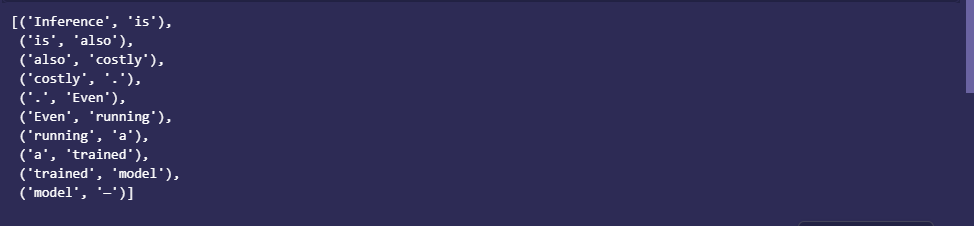 [('Inference', 'is'),
 ('is', 'also'),
 ('also', 'costly'),
 ('costly', '.'),
 ('.', 'Even'),
 ('Even', 'running'),
 ('running', 'a'),
 ('a', 'trained'),
 ('trained', 'model'),
 ('model', '—')]